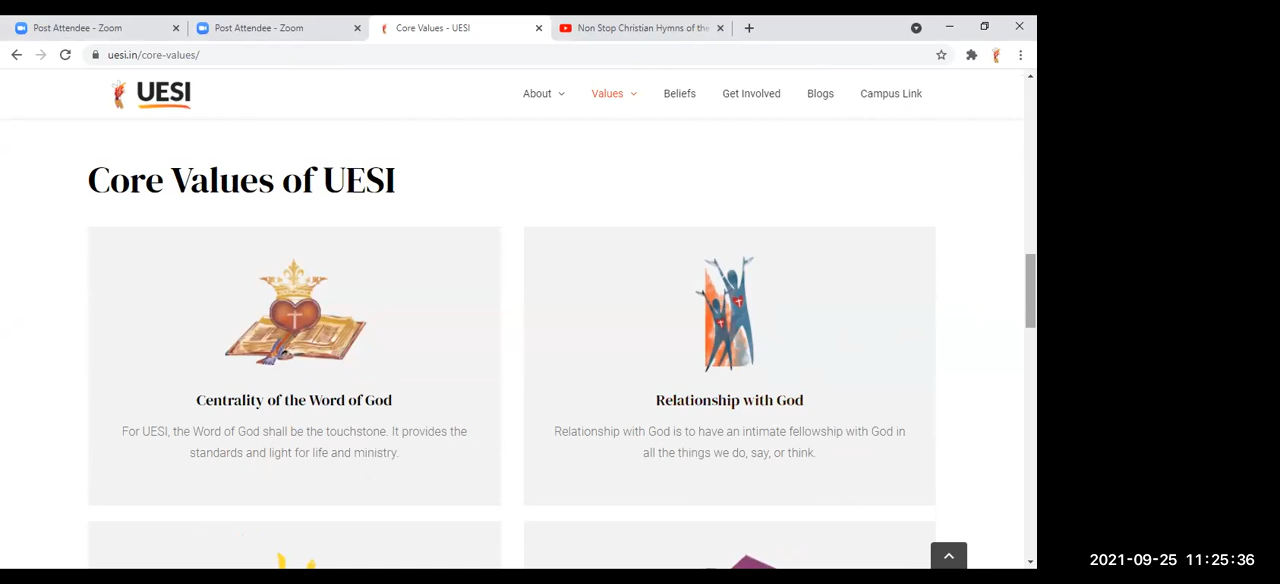 Post Attendee - Zoom
Post Attendee - Zoom
Core Values - UESI
Non Stop Christian Hymns of the
uesi.in/core-values/
UESI
About
Values
Beliefs
Get Involved
Blogs
Campus Link
Core Values of UESI
Centrality of the Word of God
For UESI, the Word of God shall be the touchstone. It provides the
standards and light for life and ministry.
Relationship with God
Relationship with God is to have an intimate fellowship with God in
all the things we do, say, or think.
2021-09-25 11:25:36